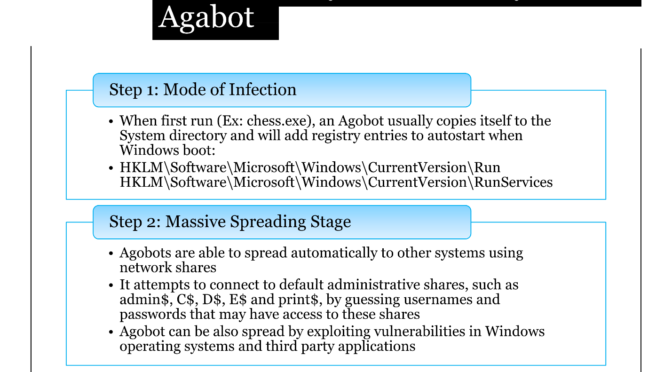 Agabot
Step 1: Mode of Infection
• When first run (Ex: chess.exe), an Agobot usually copies itself to the
System directory and will add registry entries to autostart when
Windows boot:
• HKLM\Software\Microsoft\Windows\CurrentVersion\Run
HKLM\Software\Microsoft\Windows\CurrentVersion\RunServices
Step 2: Massive Spreading Stage
• Agobots are able to spread automatically to other systems using
network shares
• It attempts to connect to default administrative shares, such as
admin$, C$, D$, E$ and print$, by guessing usernames and
passwords that may have access to these shares
• Agobot can be also spread by exploiting vulnerabilities in Windows
operating systems and third party applications